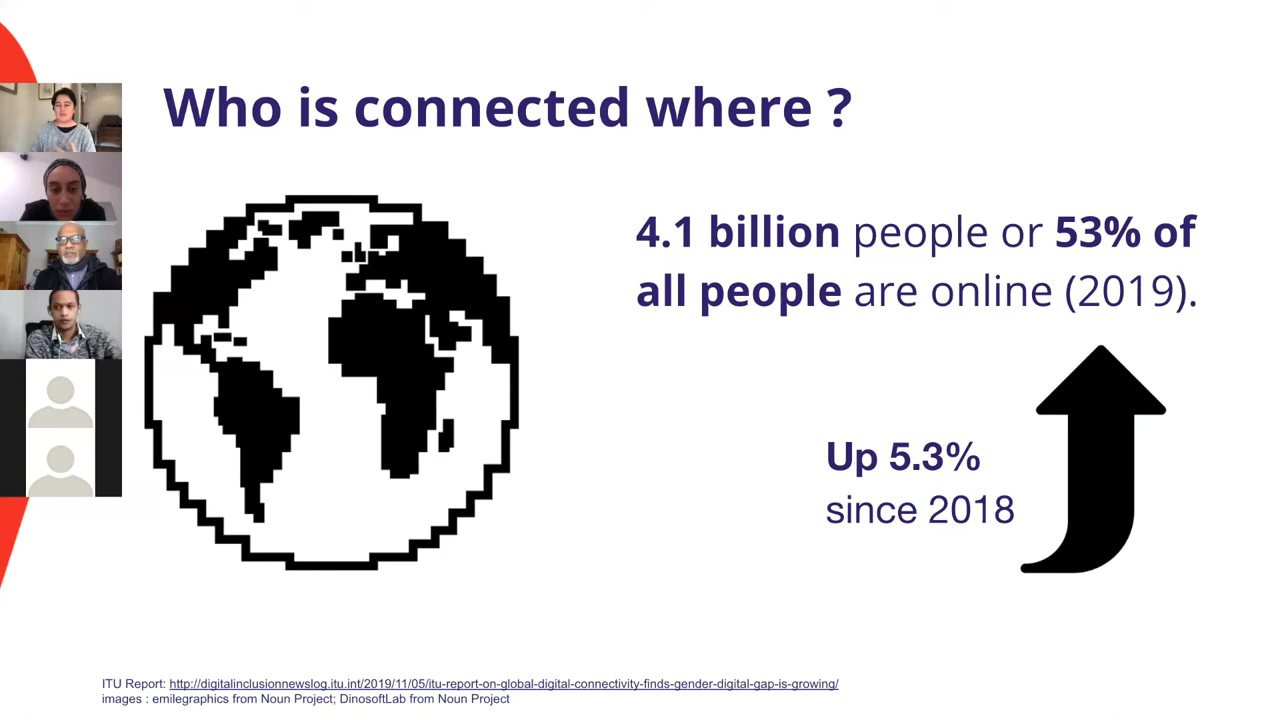 Who is connected where ?
4.1 billion people or 53% of
all people are online (2019).
Up 5.3%
since 2018
ITU Report: http://digitalinclusionnewslog.itu.int/2019/11/05/itu-report-on-global-digital-connectivity-finds-gender-digital-gap-is-growing/
images : emilegraphics from Noun Project; DinosoftLab from Noun Project